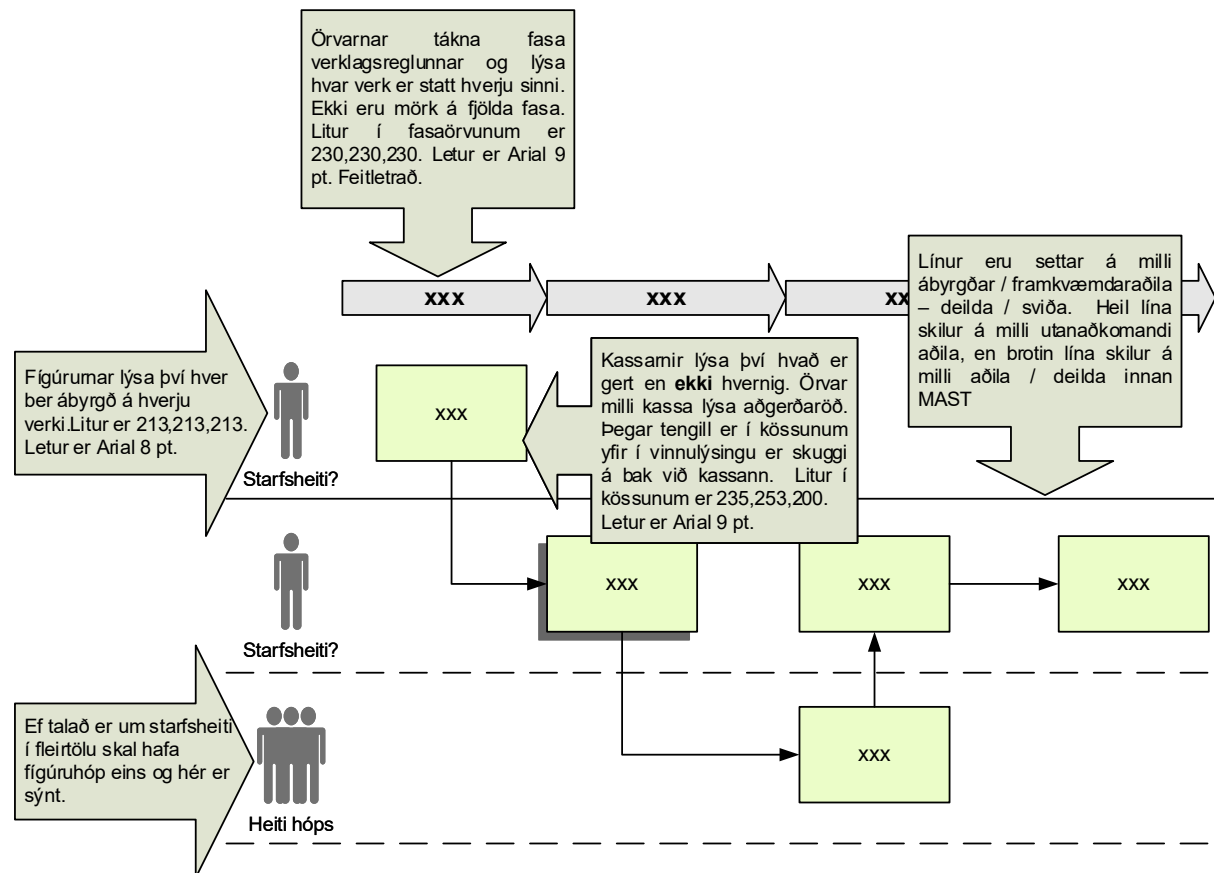 Örvarnar tákna fasa
verklagsreglunnar og lýsa
hvar verk er statt hverju sinni.
Ekki eru mörk á fjölda fasa.
Litur í fasaörvunum er
230,230,230. Letur er Arial 9
pt. Feitletrað.
Línur eru settar á milli
ábyrgðar / framkvæmdaraðila
– deilda / sviða. Heil lína
skilur á milli utanaðkomandi
aðila, en brotin lína skilur á
milli aðila / deilda innan
MAST
xxx
xxx
xx
Fígúrurnar lýsa því hver
ber ábyrgð á hverju
verki.Litur er 213,213,213.
Letur er Arial 8 pt.
Starfsheiti?
xxx
Kassarnir lýsa því hvað er
gert en ekki hvernig. Örvar
milli kassa lýsa aðgerðaröð.
Þegar tengill er í kössunum
yfir í vinnulýsingu er skuggi
á bak við kassann. Litur í
kössunum er 235,253,200.
Letur er Arial 9 pt.
Starfsheiti?
xxx
xxx
xxx
Ef talað er um starfsheiti
í fleirtölu skal hafa
fígúruhóp eins og hér er
sýnt.
Heiti hóps
xxx